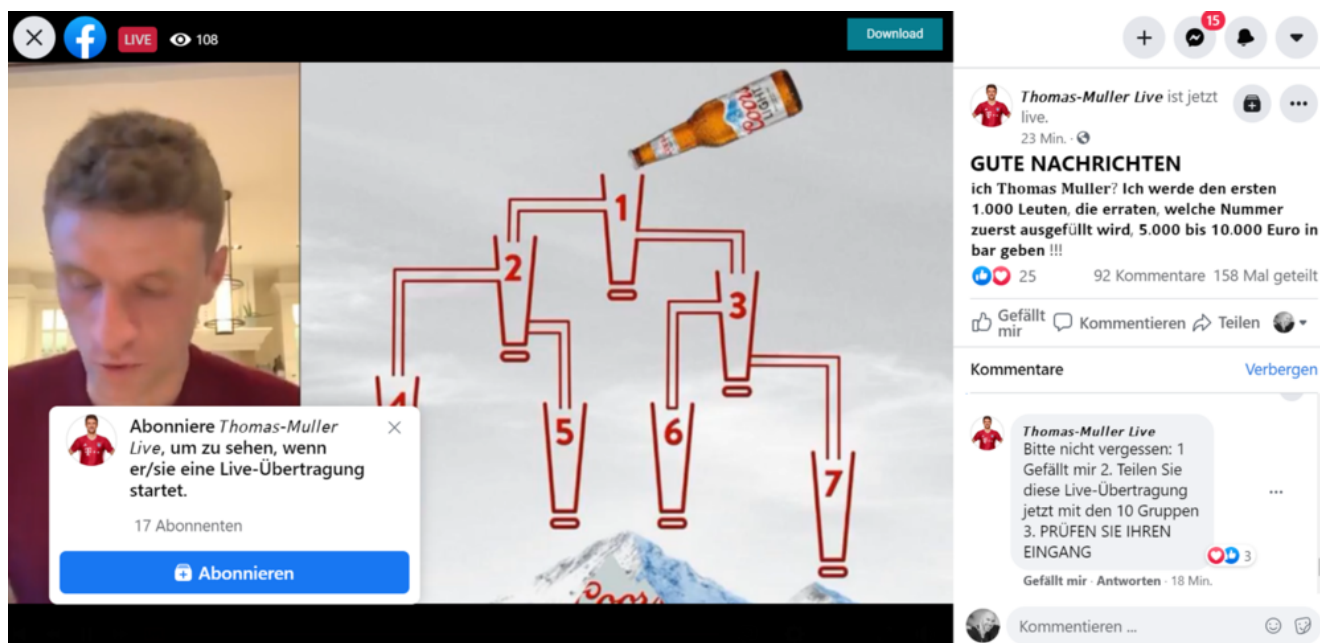 LIVE
108
Download
Coors
LIGHT
1
2
3
4
5
6
7
Coors
Abonniere Thomas-Muller
Live, um zu sehen, wenn
er/sie eine Live-Übertragung
startet.
17 Abonnenten
Abonnieren
15
Thomas-Muller Live ist jetzt
live.
23 Min. ·
GUTE NACHRICHTEN
ich Thomas Muller? Ich werde den ersten
1.000 Leuten, die erraten, welche Nummer
zuerst ausgefüllt wird, 5.000 bis 10.000 Euro in
bar geben !!!
25
92 Kommentare 158 Mal geteilt
Gefällt
mir
Kommentieren
Teilen
Kommentare
Verbergen
Thomas-Muller Live
Bitte nicht vergessen: 1
Gefällt mir 2. Teilen Sie
diese Live-Übertragung
jetzt mit den 10 Gruppen
3. PRÜFEN SIE IHREN
EINGANG
3
Gefällt mir · Antworten · 18 Min.
Kommentieren ...